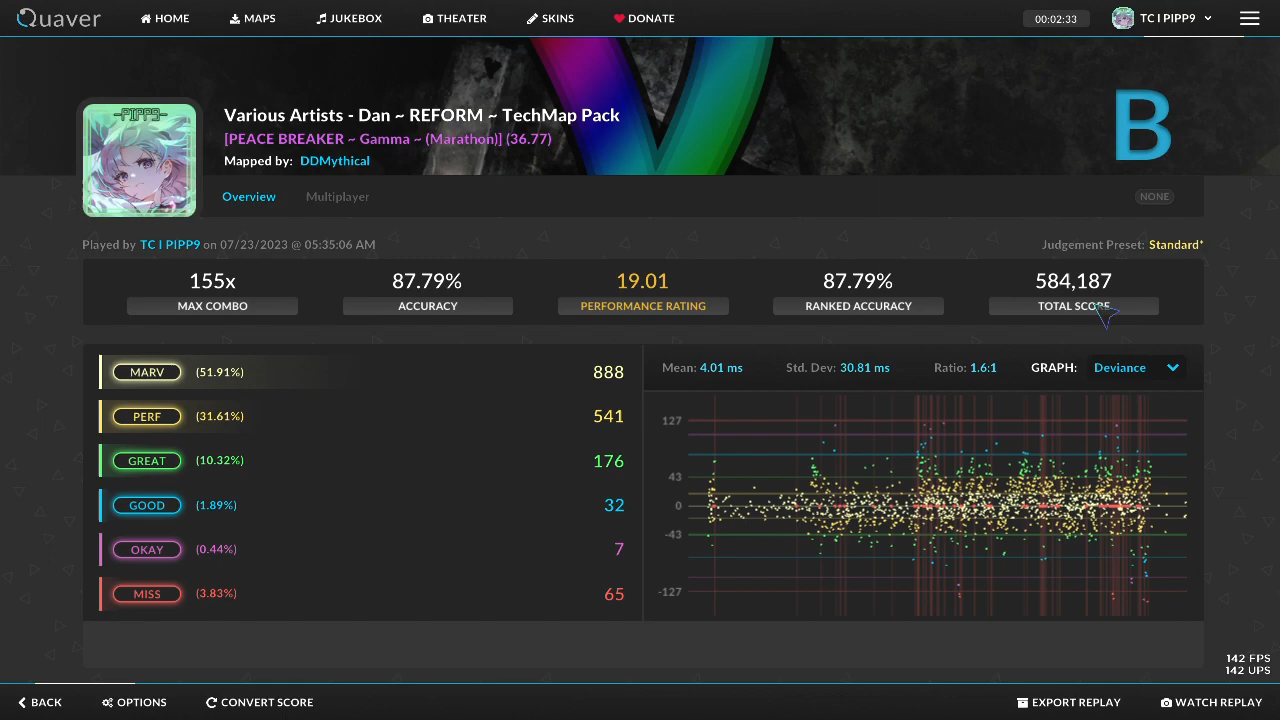 Quaver
HOME
MAPS
JUKEBOX
THEATER
SKINS
DONATE
00:02:33
TC I PIPP9
-PIPP9-
Various Artists - Dan ~ REFORM ~ TechMap Pack
[PEACE BREAKER ~ Gamma ~ (Marathon)] (36.77)
Mapped by: DDMythical
B
Overview
Multiplayer
NONE
Played by TC I PIPP9 on 07/23/2023 @ 05:35:06 AM
Judgement Preset: Standard*
155x
MAX COMBO
87.79%
ACCURACY
19.01
PERFORMANCE RATING
87.79%
RANKED ACCURACY
584,187
TOTAL SCORE
MARV (51.91%) 888
PERF (31.61%) 541
GREAT (10.32%) 176
GOOD (1.89%) 32
OKAY (0.44%) 7
MISS (3.83%) 65
Mean: 4.01 ms
Std. Dev: 30.81 ms
Ratio: 1.6:1
GRAPH: Deviance
127
43
0
-43
-127
142 FPS
142 UPS
BACK
OPTIONS
CONVERT SCORE
EXPORT REPLAY
WATCH REPLAY